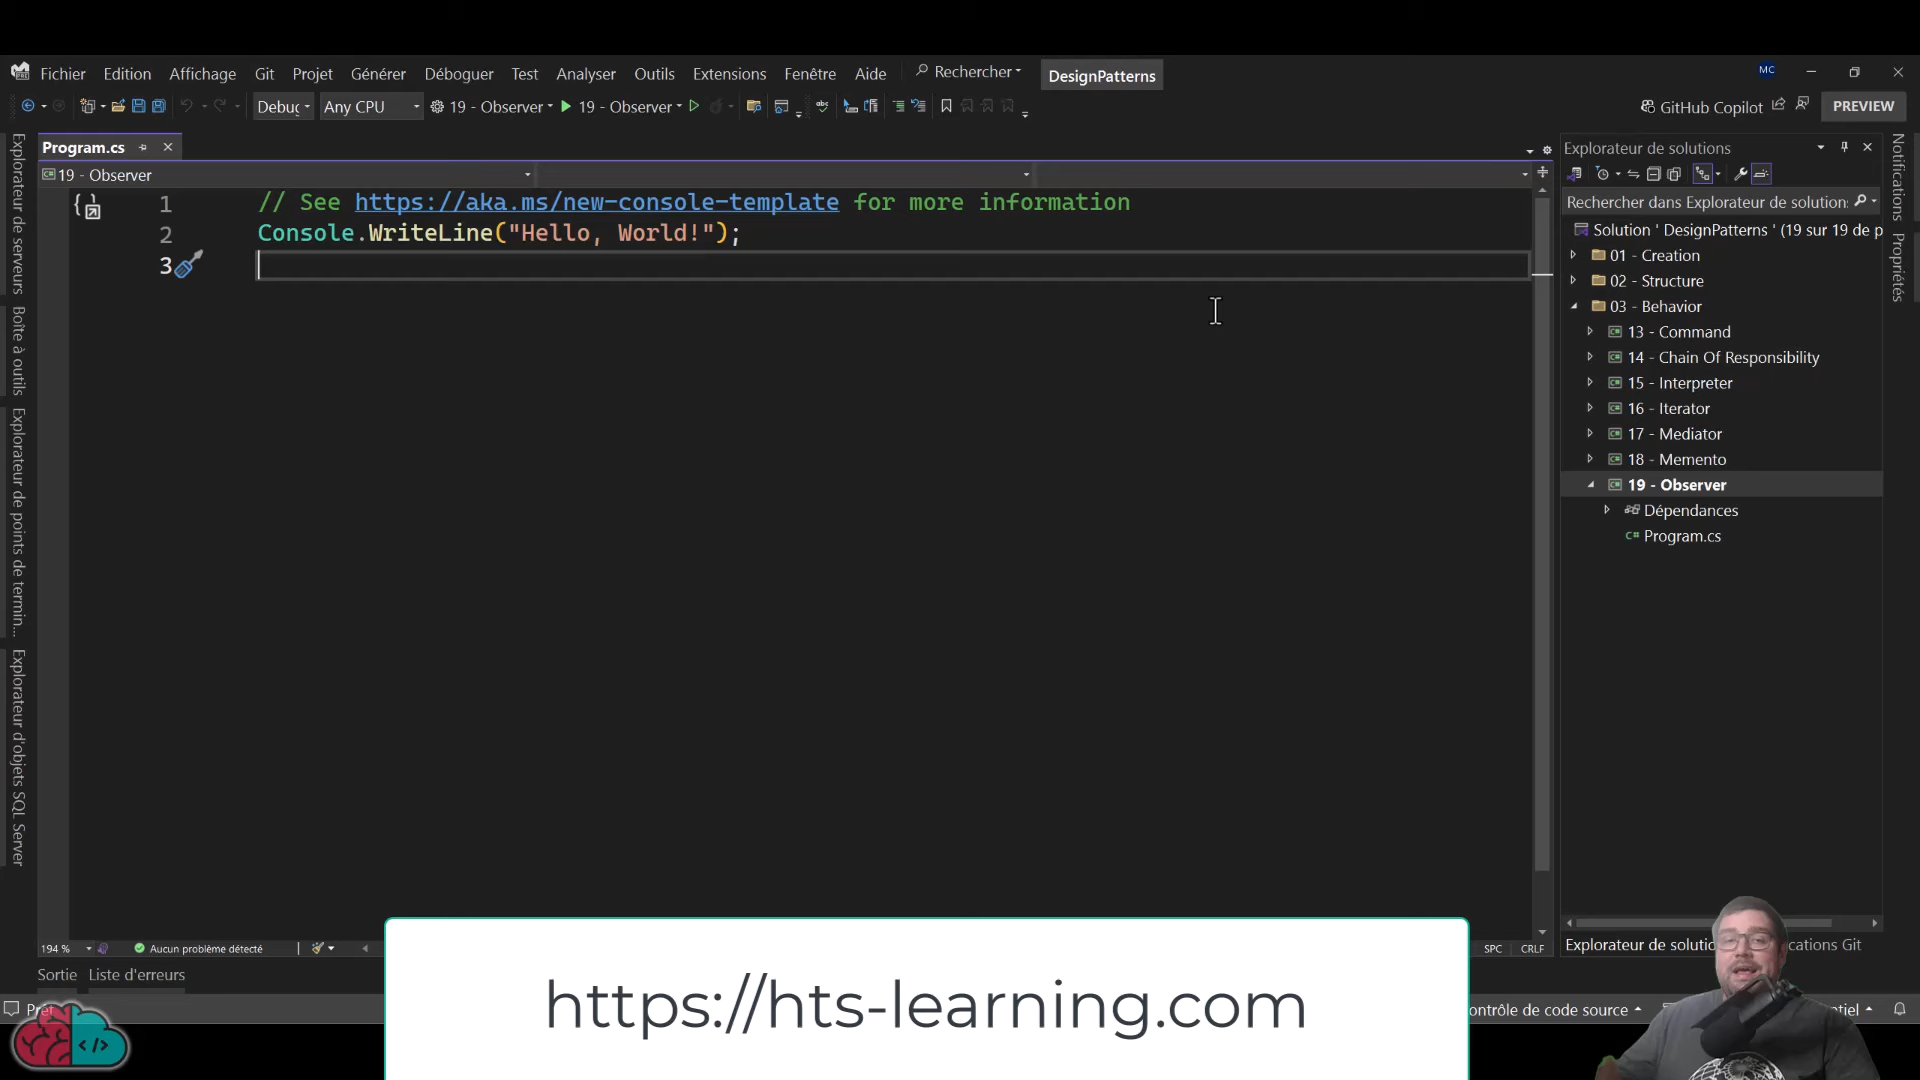 Fichier Edition Affichage Git Projet Générer Déboguer Test Analyser Outils Extensions Fenêtre Aide Rechercher DesignPatterns MC
Any CPU 19 - Observer 19 - Observer GitHub Copilot PREVIEW
Program.cs
19 - Observer
1 // See https://aka.ms/new-console-template for more information
2 Console.WriteLine("Hello, World!");
3
Explorateur de serveurs
Boîte à outils
Explorateur de points de termin...
Explorateur d'objets SQL Server
Explorateur de solutions
Rechercher dans Explorateur de solutions
Solution ' DesignPatterns ' (19 sur 19 de p
01 - Creation
02 - Structure
03 - Behavior
13 - Command
14 - Chain Of Responsibility
15 - Interpreter
16 - Iterator
17 - Mediator
18 - Memento
19 - Observer
Dépendances
Program.cs
Notifications
Propriétés
194 % Aucun problème détecté SPC CRLF
Explorateur de Git
Sortie Liste d'erreurs
de code source
</>
https://hts-learning.com